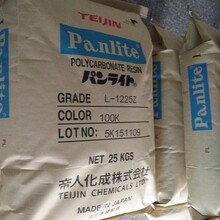 TEIJIN
Panlite®
POLYCARBONATE RESIN
パンライト®
GRADE L-1225Z
COLOR 100K
LOT NO: 5K151109
NET 25 KGS
MADE IN JAPAN
帝人化成株式会社
TEIJIN CHEMICALS LTD